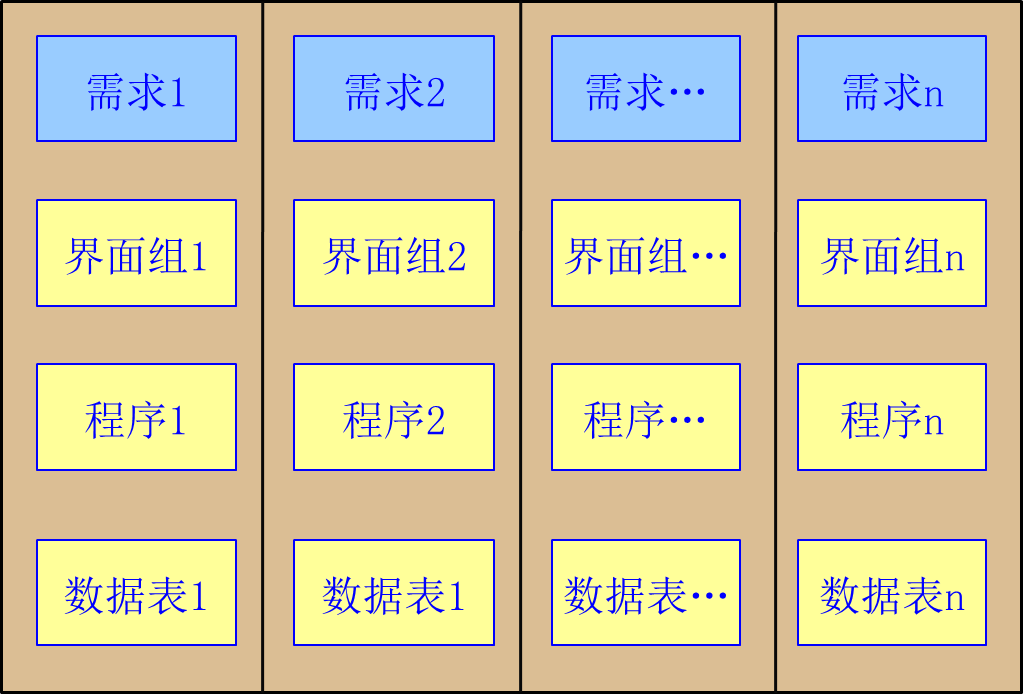 需求1 需求2 需求… 需求n
界面组1 界面组2 界面组… 界面组n
程序1 程序2 程序… 程序n
数据表1 数据表1 数据表… 数据表n